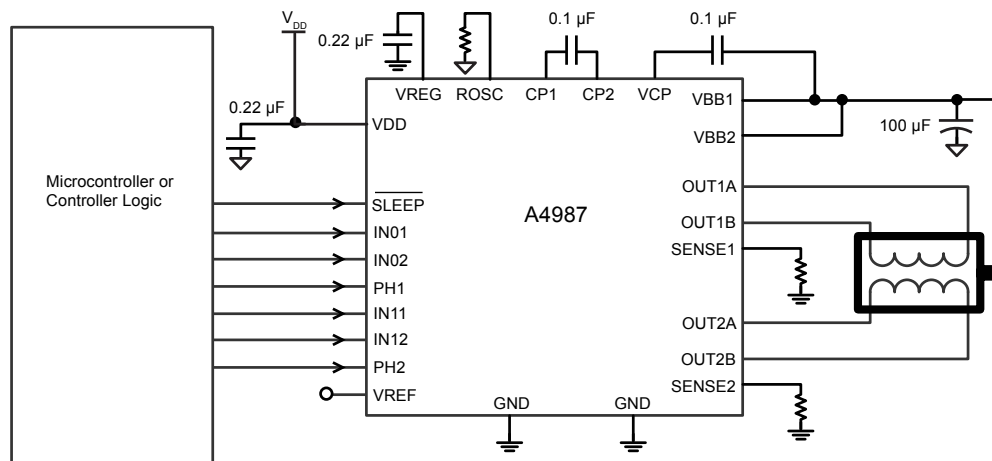 V_DD
0.22 µF
0.1 µF
0.1 µF
VREG
ROSC
CP1
CP2
VCP
VBB1
0.22 µF
VDD
100 µF
VBB2
Microcontroller or
Controller Logic
OUT1A
SLEEP
A4987
OUT1B
IN01
SENSE1
IN02
PH1
IN11
OUT2A
IN12
OUT2B
PH2
SENSE2
VREF
GND
GND